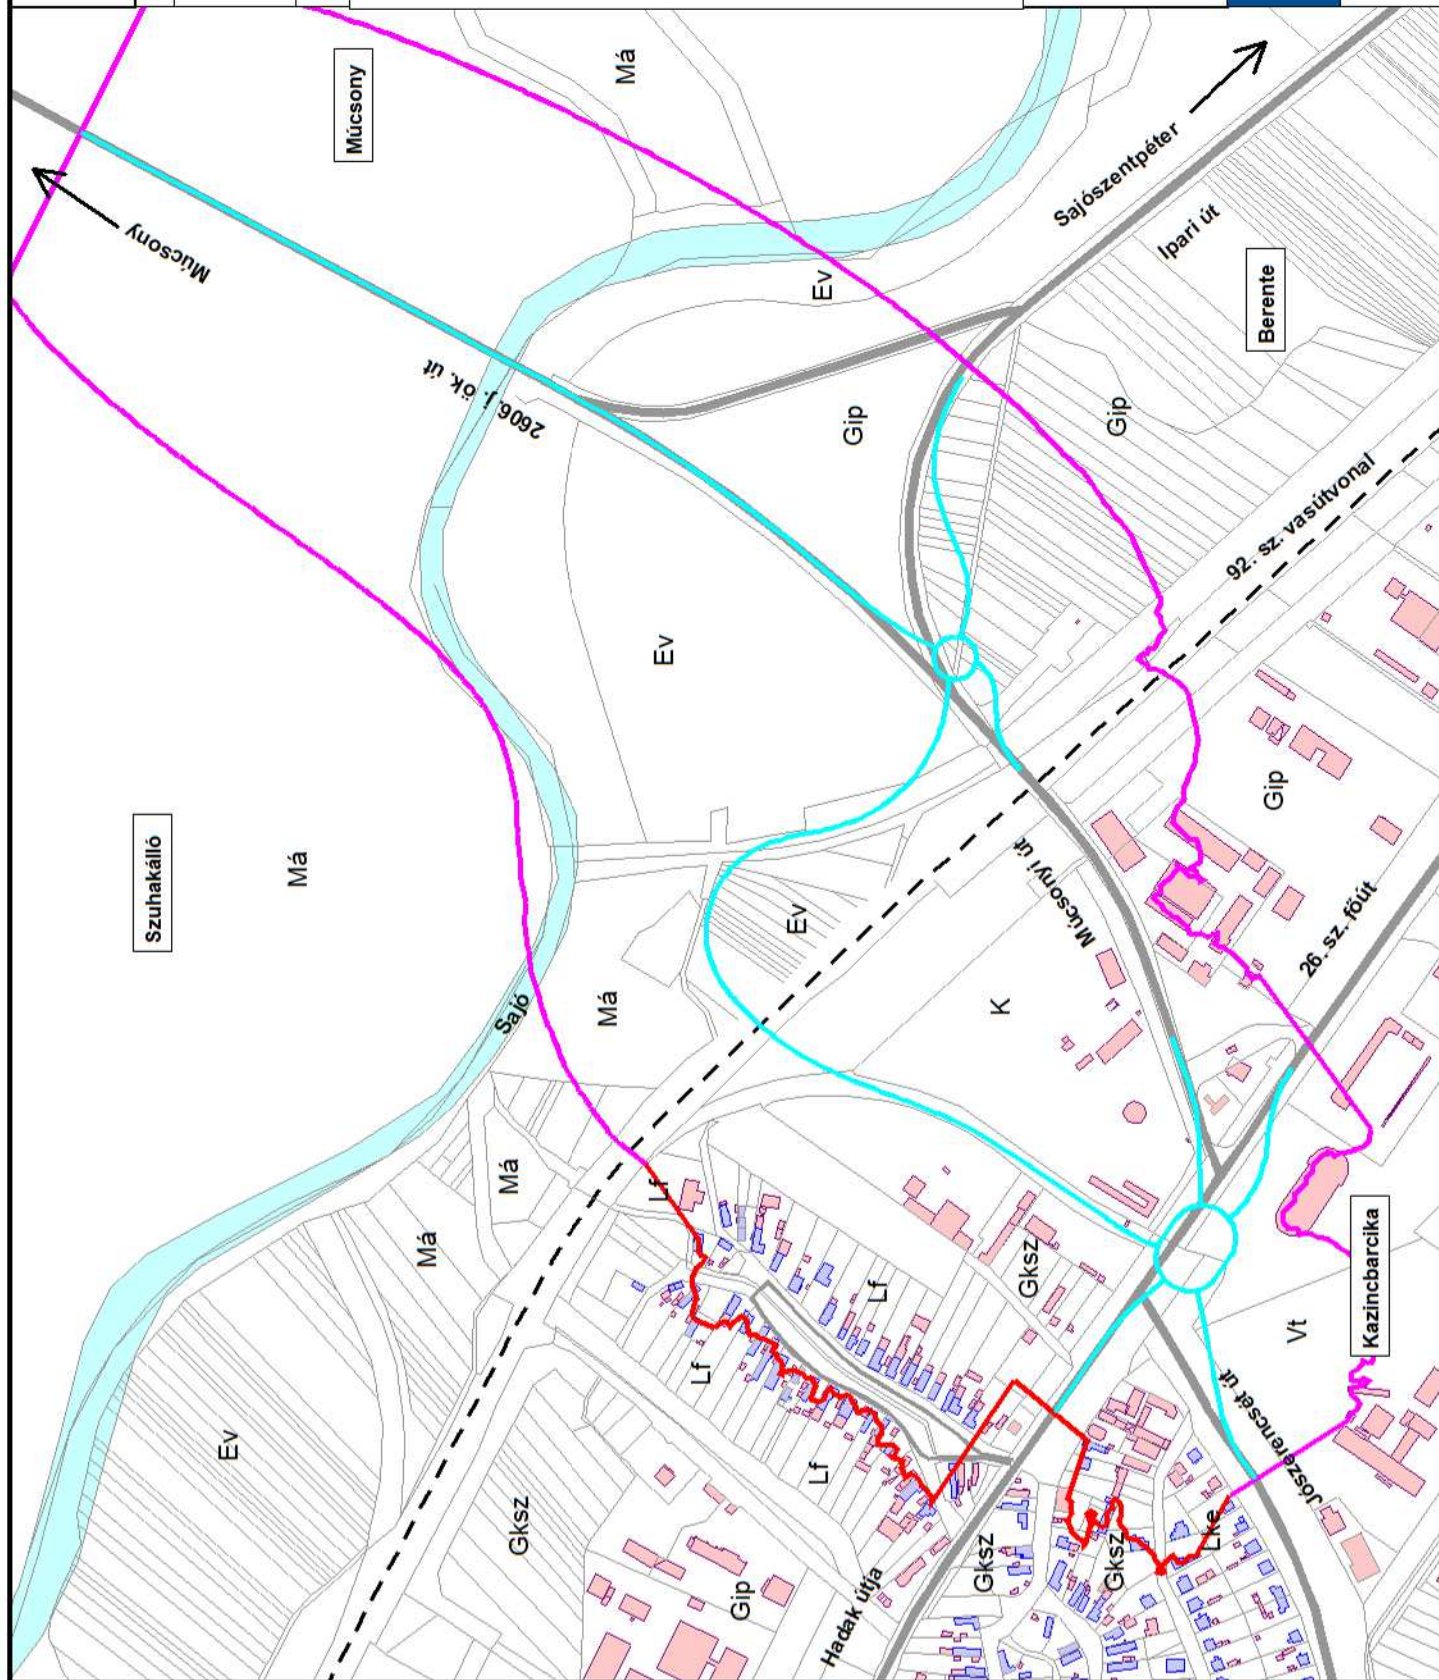 Múcsony
Má
Múcsony
Sajószentpéter
Ipari út
Berente
Ev
2606. j. ök. út
Gip
Gip
92. sz. vasútvonal
Ev
Szuhakálló
Má
Gip
Múcsonyi út
Ev
26. sz. főút
Sajó
Má
K
Má
Lf
Má
Lf
Gksz
Vt
Kazincbarcika
Lf
Jószerencset út
Ev
Lf
Gksz
Gksz
Gksz
Lke
Gip
Hadak útja